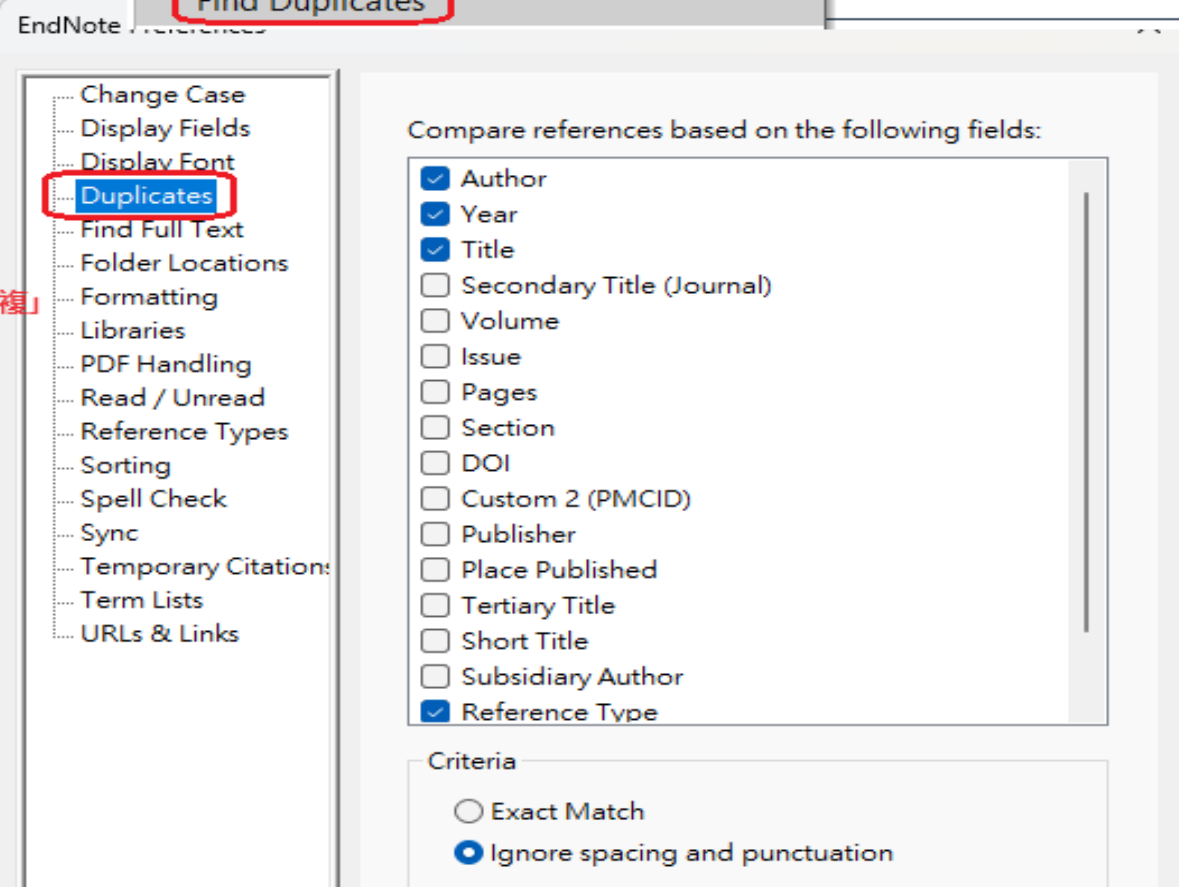 Find Duplicates
EndNote Preferences
Change Case
Display Fields
Display Font
Duplicates
Find Full Text
Folder Locations
複」
Formatting
Libraries
PDF Handling
Read / Unread
Reference Types
Sorting
Spell Check
Sync
Temporary Citations
Term Lists
URLs & Links
Compare references based on the following fields:
Author
Year
Title
Secondary Title (Journal)
Volume
Issue
Pages
Section
DOI
Custom 2 (PMCID)
Publisher
Place Published
Tertiary Title
Short Title
Subsidiary Author
Reference Type
Criteria
Exact Match
Ignore spacing and punctuation